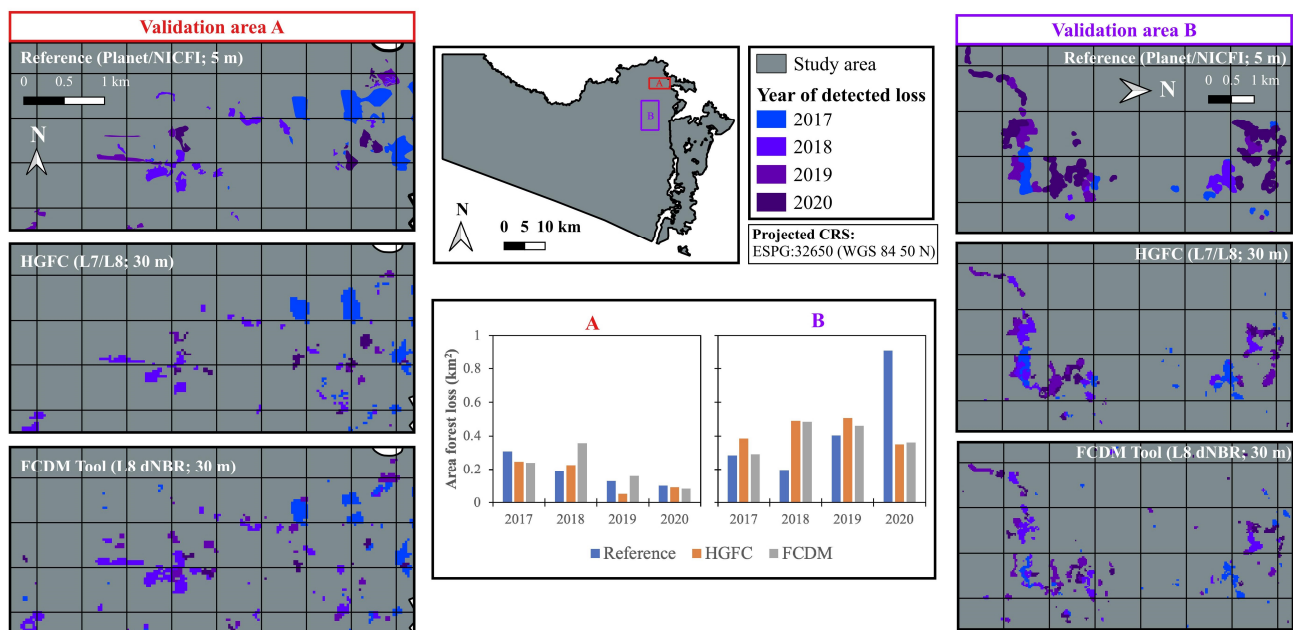 Validation area A
Reference (Planet/NICFI; 5 m)
0 0.5 1 km
N
HGFC (L7/L8; 30 m)
FCDM Tool (L8 dNBR; 30 m)
A
B
N
0 5 10 km
Study area
Year of detected loss
2017
2018
2019
2020
Projected CRS:
ESPG:32650 (WGS 84 50 N)
A
B
Area forest loss (km²)
1
0.8
0.6
0.4
0.2
0
2017 2018 2019 2020
2017 2018 2019 2020
Reference HGFC FCDM
Validation area B
Reference (Planet/NICFI; 5 m)
N
0 0.5 1 km
HGFC (L7/L8; 30 m)
FCDM Tool (L8 dNBR; 30 m)